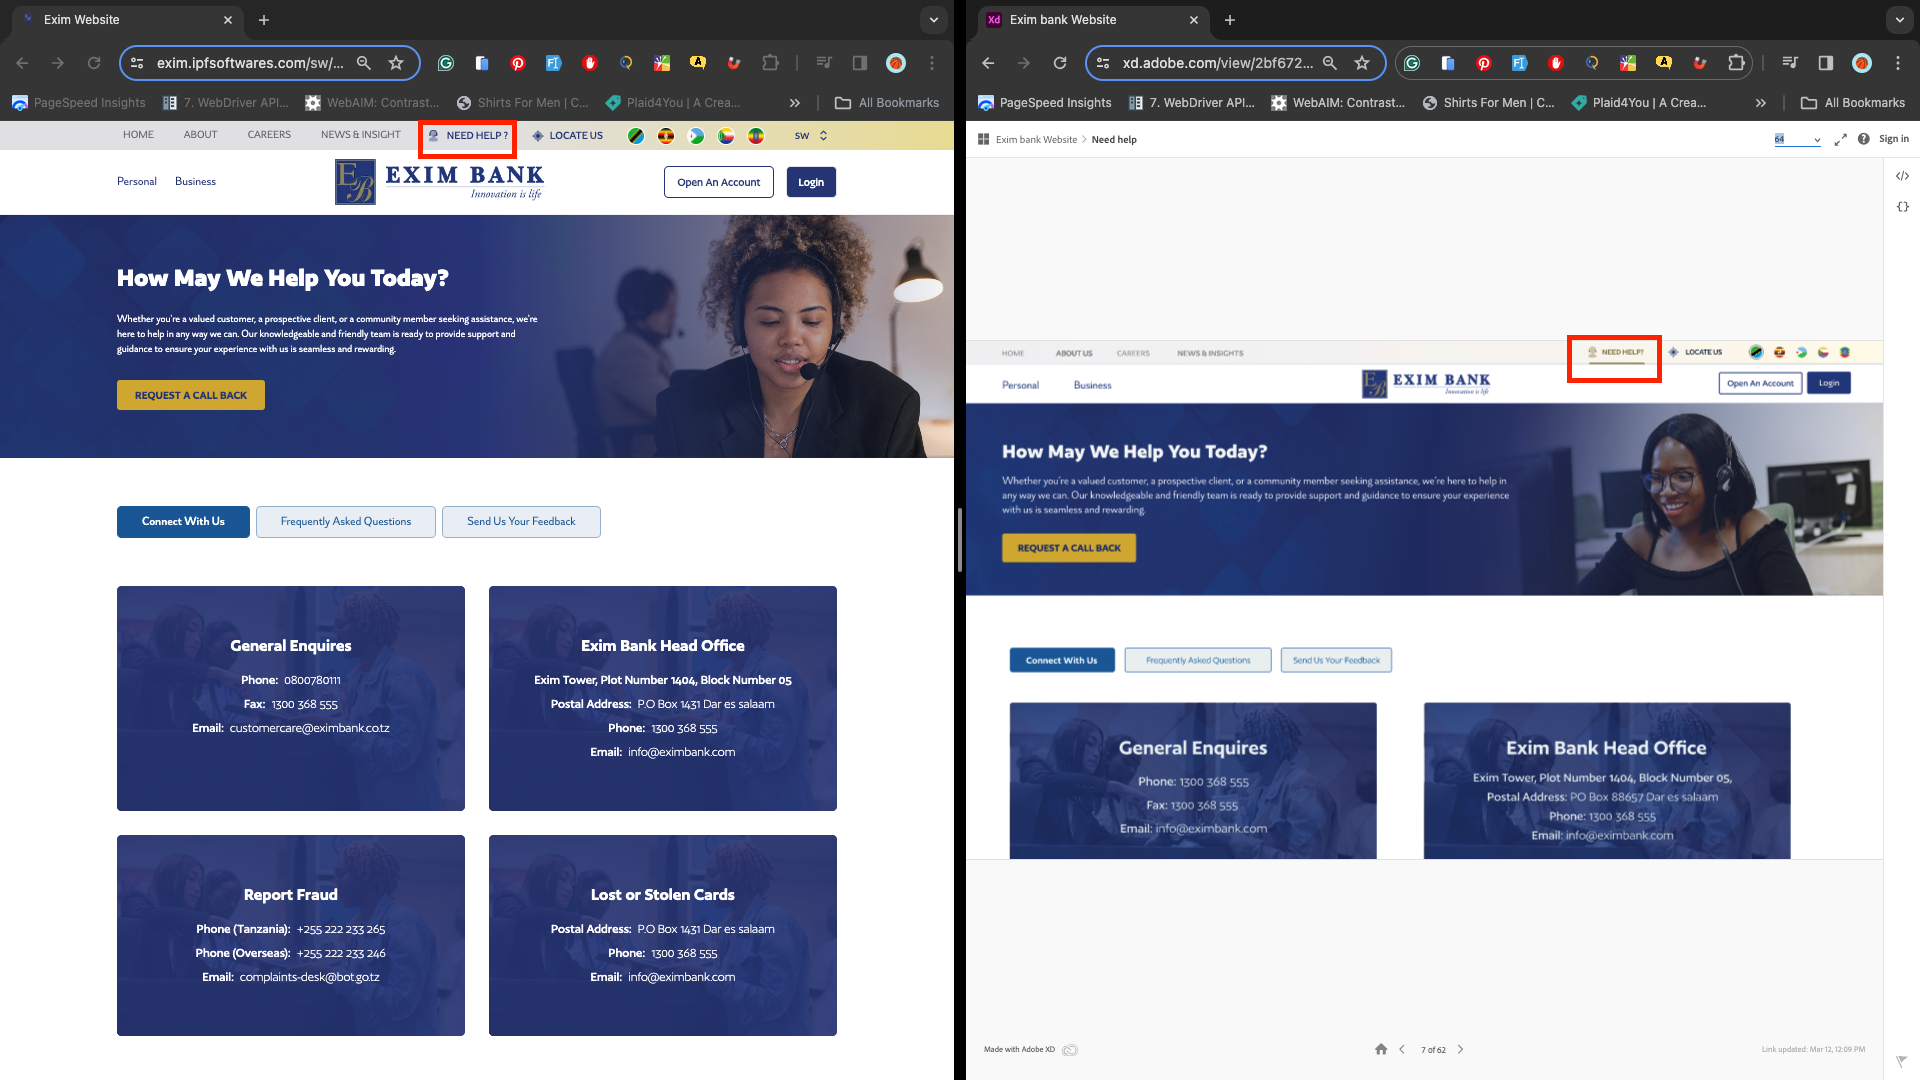 Exim Website
exim.ipfsoftwares.com/sw/...
PageSpeed Insights
7. WebDriver API...
WebAIM: Contrast...
Shirts For Men | C...
Plaid4You | A Crea...
All Bookmarks
HOME ABOUT CAREERS NEWS & INSIGHT NEED HELP ? LOCATE US SW
Personal Business
EB
EXIM BANK
Innovation is life
Open An Account
Login
How May We Help You Today?
Whether you're a valued customer, a prospective client, or a community member seeking assistance, we're
here to help in any way we can. Our knowledgeable and friendly team is ready to provide support and
guidance to ensure your experience with us is seamless and rewarding.
REQUEST A CALL BACK
Connect With Us
Frequently Asked Questions
Send Us Your Feedback
General Enquires
Phone: 0800780111
Fax: 1300 368 555
Email: customercare@eximbank.co.tz
Exim Bank Head Office
Exim Tower, Plot Number 1404, Block Number 05
Postal Address: P.O Box 1431 Dar es salaam
Phone: 1300 368 555
Email: info@eximbank.com
Report Fraud
Phone (Tanzania): +255 222 233 265
Phone (Overseas): +255 222 233 246
Email: complaints-desk@bot.go.tz
Lost or Stolen Cards
Postal Address: P.O Box 1431 Dar es salaam
Phone: 1300 368 555
Email: info@eximbank.com
Xd Exim bank Website
xd.adobe.com/view/2bf672...
PageSpeed Insights
7. WebDriver API...
WebAIM: Contrast...
Shirts For Men | C...
Plaid4You | A Crea...
All Bookmarks
Exim bank Website > Need help
64
Sign in
HOME ABOUT US CAREERS NEWS & INSIGHTS NEED HELP? LOCATE US
Personal Business
EB
EXIM BANK
Innovation is life
Open An Account
Login
How May We Help You Today?
Whether you're a valued customer, a prospective client, or a community member seeking assistance, we're here to help in
any way we can. Our knowledgeable and friendly team is ready to provide support and guidance to ensure your experience
with us is seamless and rewarding.
REQUEST A CALL BACK
Connect With Us
Frequently Asked Questions
Send Us Your Feedback
General Enquires
Phone: 1300 368 555
Fax: 1300 368 555
Email: info@eximbank.com
Exim Bank Head Office
Exim Tower, Plot Number 1404, Block Number 05,
Postal Address: PO Box 88657 Dar es salaam
Phone: 1300 368 555
Email: info@eximbank.com
Made with Adobe XD
7 of 62
Link updated: Mar 12, 12:09 PM